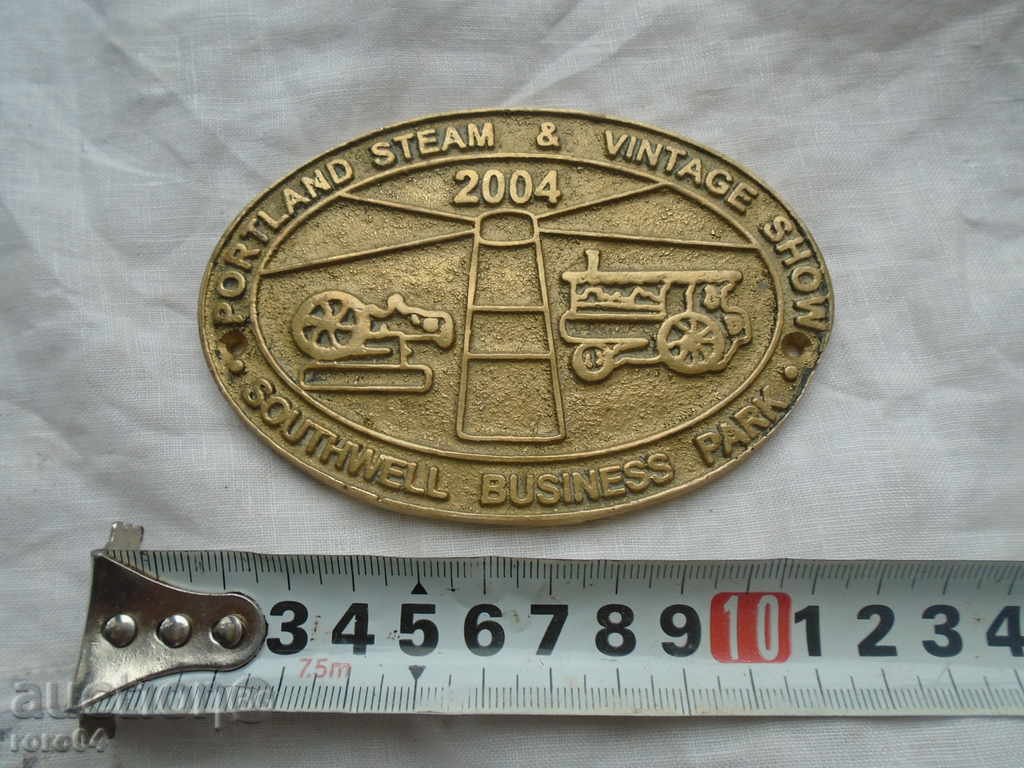 PORTLAND STEAM & VINTAGE SHOW
2004
SOUTHWELL BUSINESS PARK
3 4 5 6 7 8 9 10 1 2 3 4
7.5m
roko04